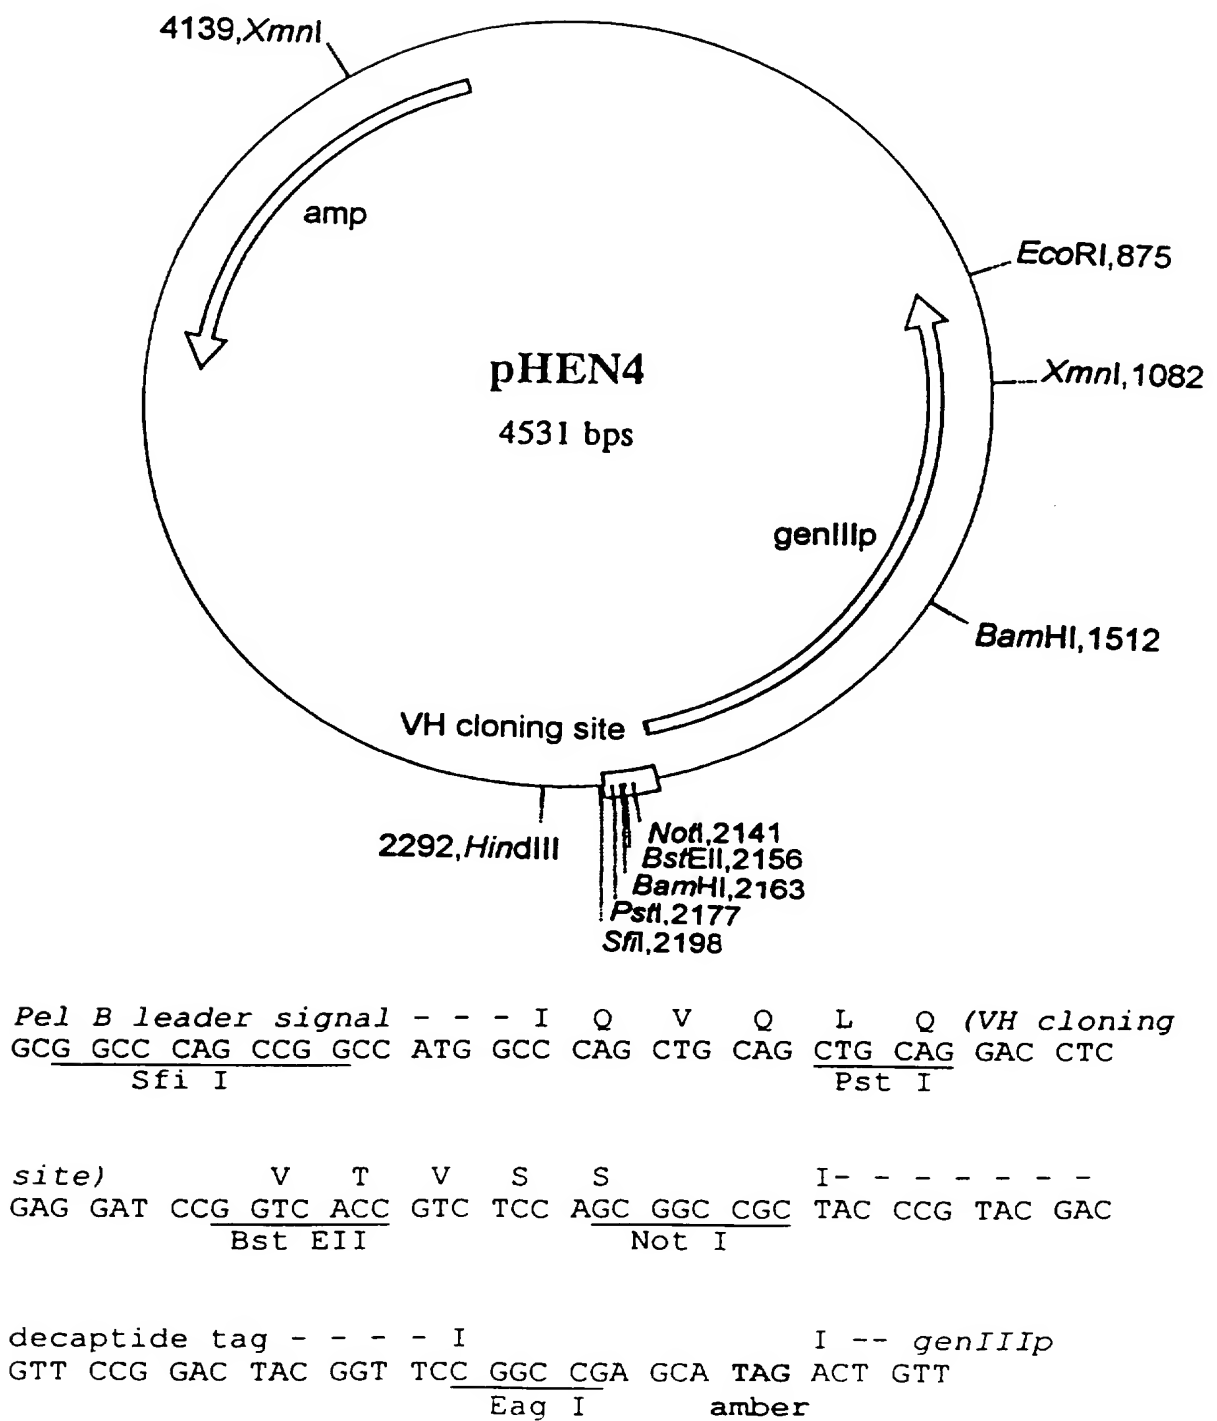 4139,XmnI
amp
EcoRI,875
pHEN4
XmnI,1082
4531 bps
genIIIp
BamHI,1512
VH cloning site
2292,HindIII
NotI,2141
BstEII,2156
BamHI,2163
PstI,2177
SfiI,2198
Pel B leader signal - - - I Q V Q L Q (VH cloning
GCG GCC CAG CCG GCC ATG GCC CAG CTG CAG CTG CAG GAC CTC
Sfi I Pst I
site) V T V S S I- - - - - - -
GAG GAT CCG GTC ACC GTC TCC AGC GGC CGC TAC CCG TAC GAC
Bst EII Not I
decaptide tag - - - - I I -- genIIIp
GTT CCG GAC TAC GGT TCC GGC CGA GCA TAG ACT GTT
Eag I amber